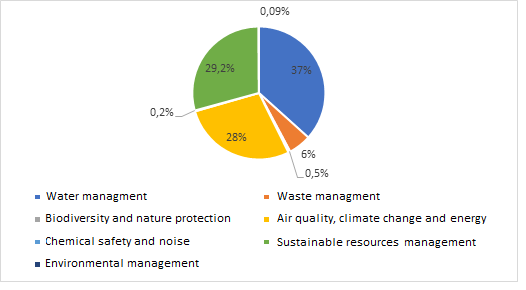 0,09%
29,2%
37%
0,2%
28%
6%
0,5%
Water managment
Waste managment
Biodiversity and nature protection
Air quality, climate change and energy
Chemical safety and noise
Sustainable resources management
Environmental management